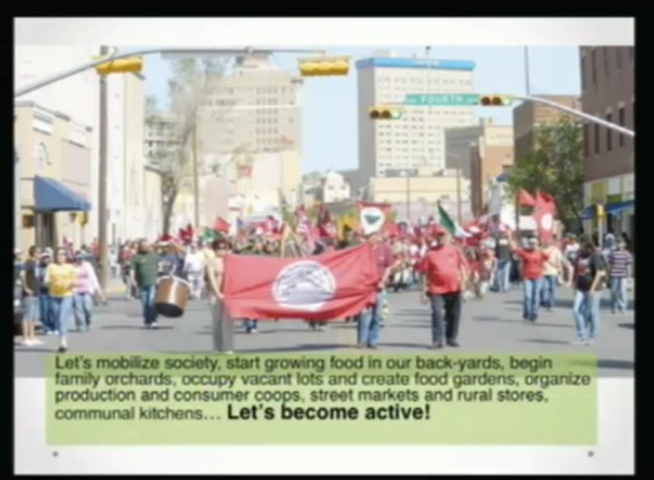 FOURTH
Let's mobilize society, start growing food in our back-yards, begin
family orchards, occupy vacant lots and create food gardens, organize
production and consumer coops, street markets and rural stores,
communal kitchens… Let's become active!